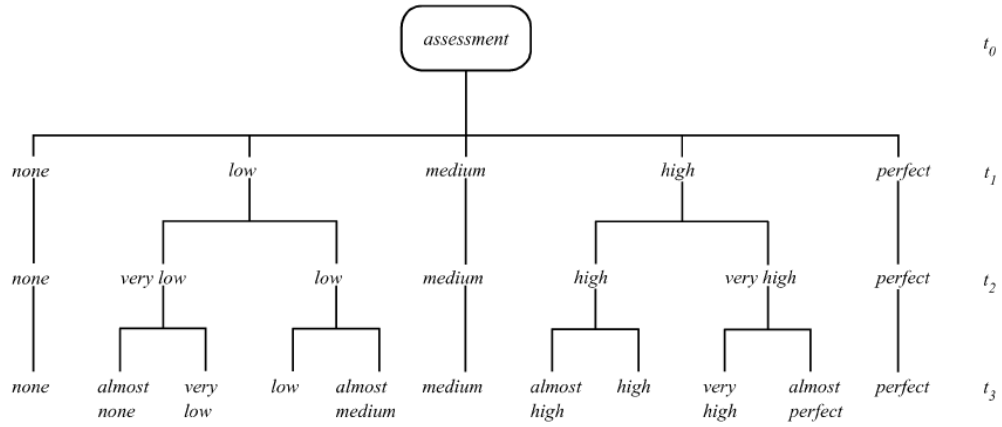 assessment t0
none low medium high perfect t1
none very low low medium high very high perfect t2
none almost very low almost medium almost high very almost perfect t3
none low medium high high perfect